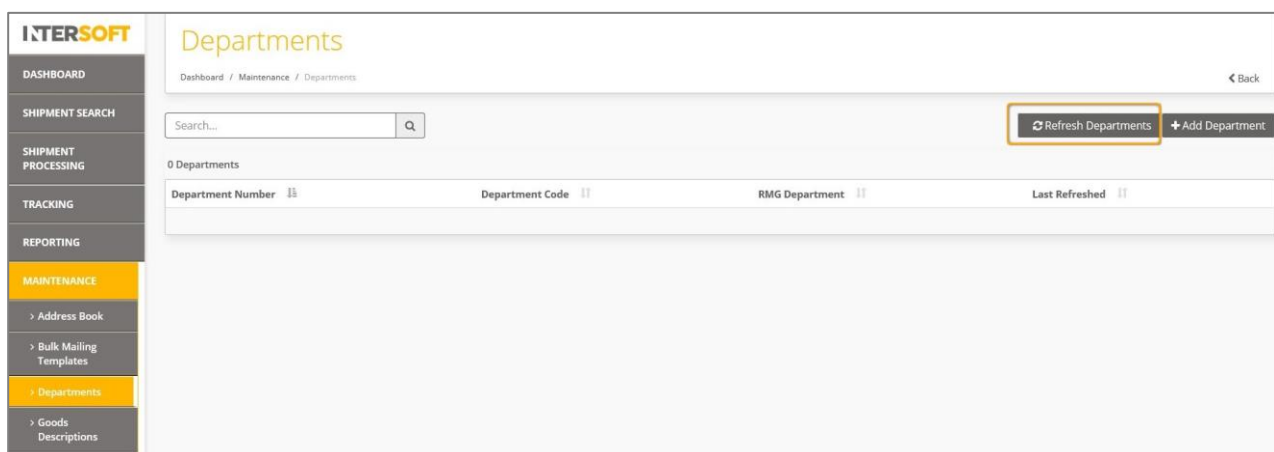 INTERSOFT
Departments
Dashboard / Maintenance / Departments
Back
DASHBOARD
SHIPMENT SEARCH
SHIPMENT
PROCESSING
TRACKING
REPORTING
MAINTENANCE
> Address Book
> Bulk Mailing
Templates
> Departments
> Goods
Descriptions
Search...
Refresh Departments
+ Add Department
0 Departments
Department Number
Department Code
RMG Department
Last Refreshed